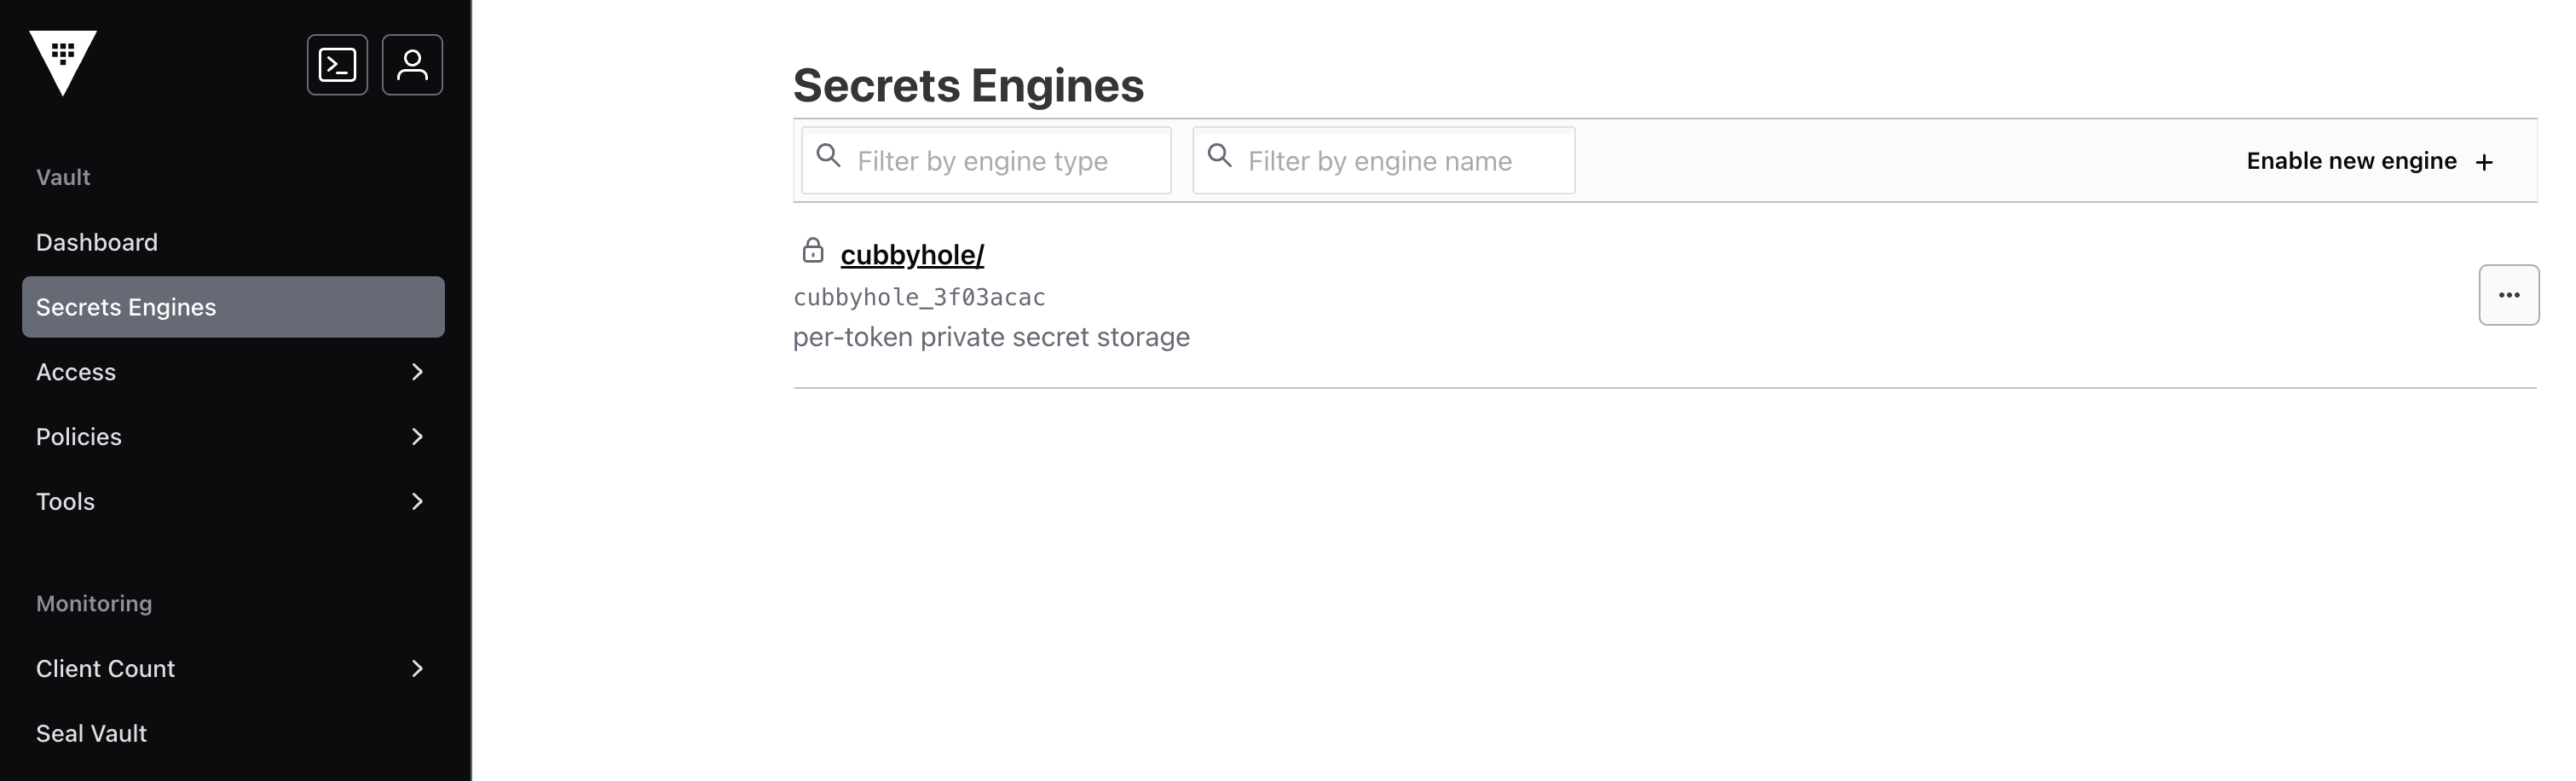 Vault
Dashboard
Secrets Engines
Access
Policies
Tools
Monitoring
Client Count
Seal Vault
Secrets Engines
Filter by engine type
Filter by engine name
Enable new engine +
cubbyhole/
cubbyhole_3f03acac
per-token private secret storage